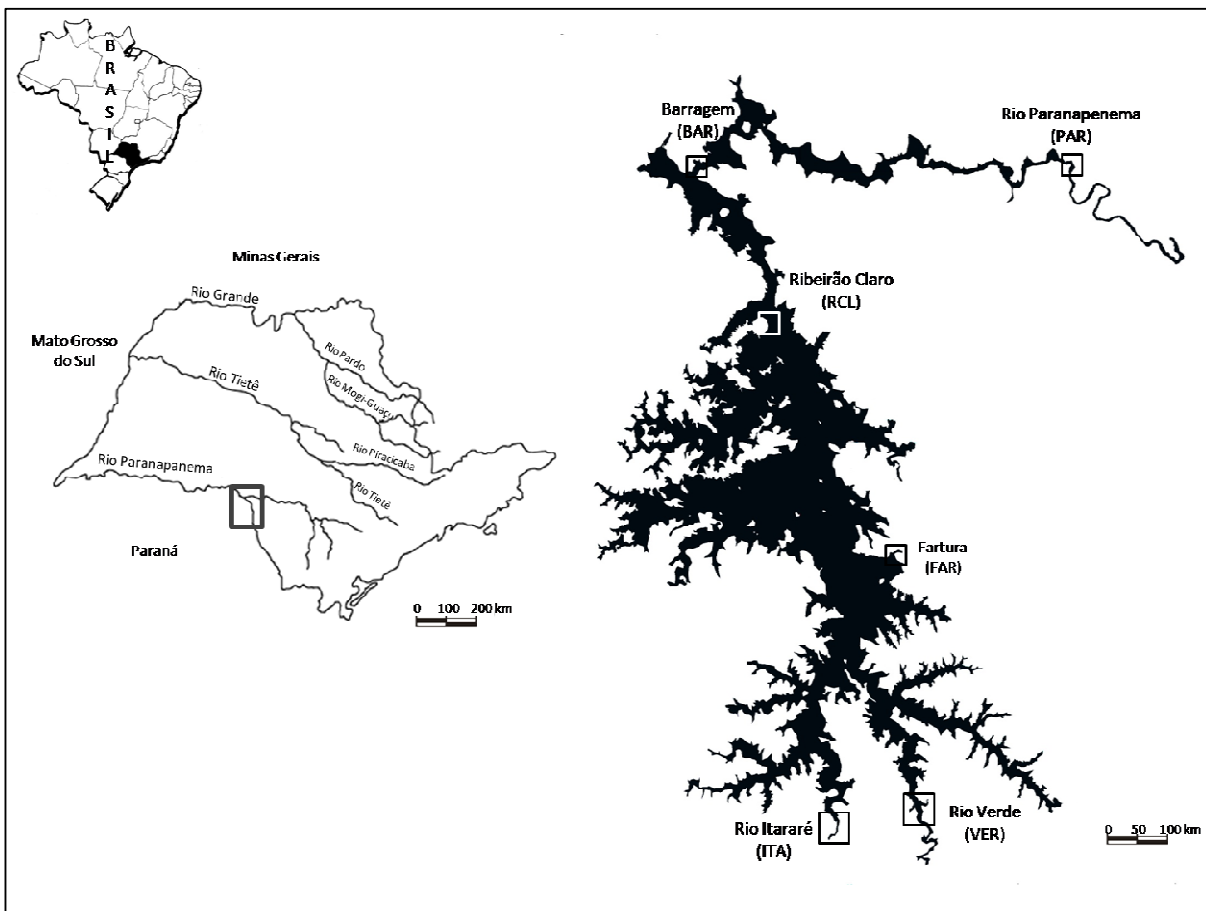 BRASIL
Minas Gerais
Rio Grande
Mato Grosso
do Sul
Rio Pardo
Rio Mogi-Guaçu
Rio Tietê
Rio Piracicaba
Rio Paranapanema
Rio Tietê
Paraná
0 100 200 km
Barragem
(BAR)
Rio Paranapenema
(PAR)
Ribeirão Claro
(RCL)
Fartura
(FAR)
Rio Verde
(VER)
Rio Itararé
(ITA)
0 50 100 km